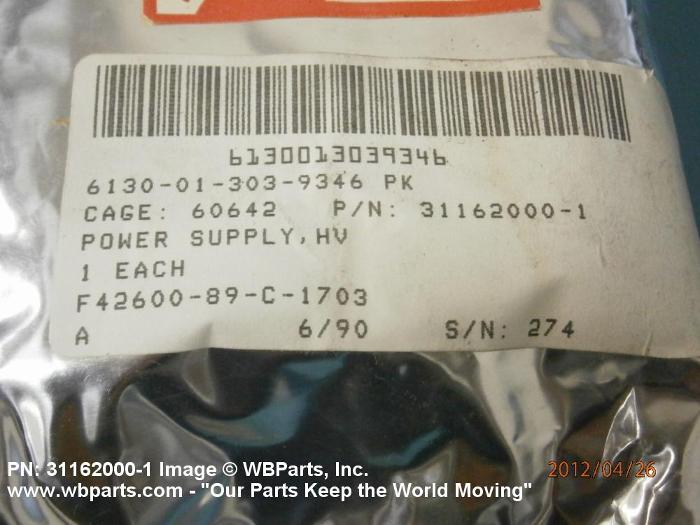 6130013039346
6130-01-303-9346 PK
CAGE: 60642 P/N: 31162000-1
POWER SUPPLY,HV
1 EACH
F42600-89-C-1703
A 6/90 S/N: 274
PN: 31162000-1 Image © WBParts, Inc.
2012/04/26
www.wbparts.com - "Our Parts Keep the World Moving"